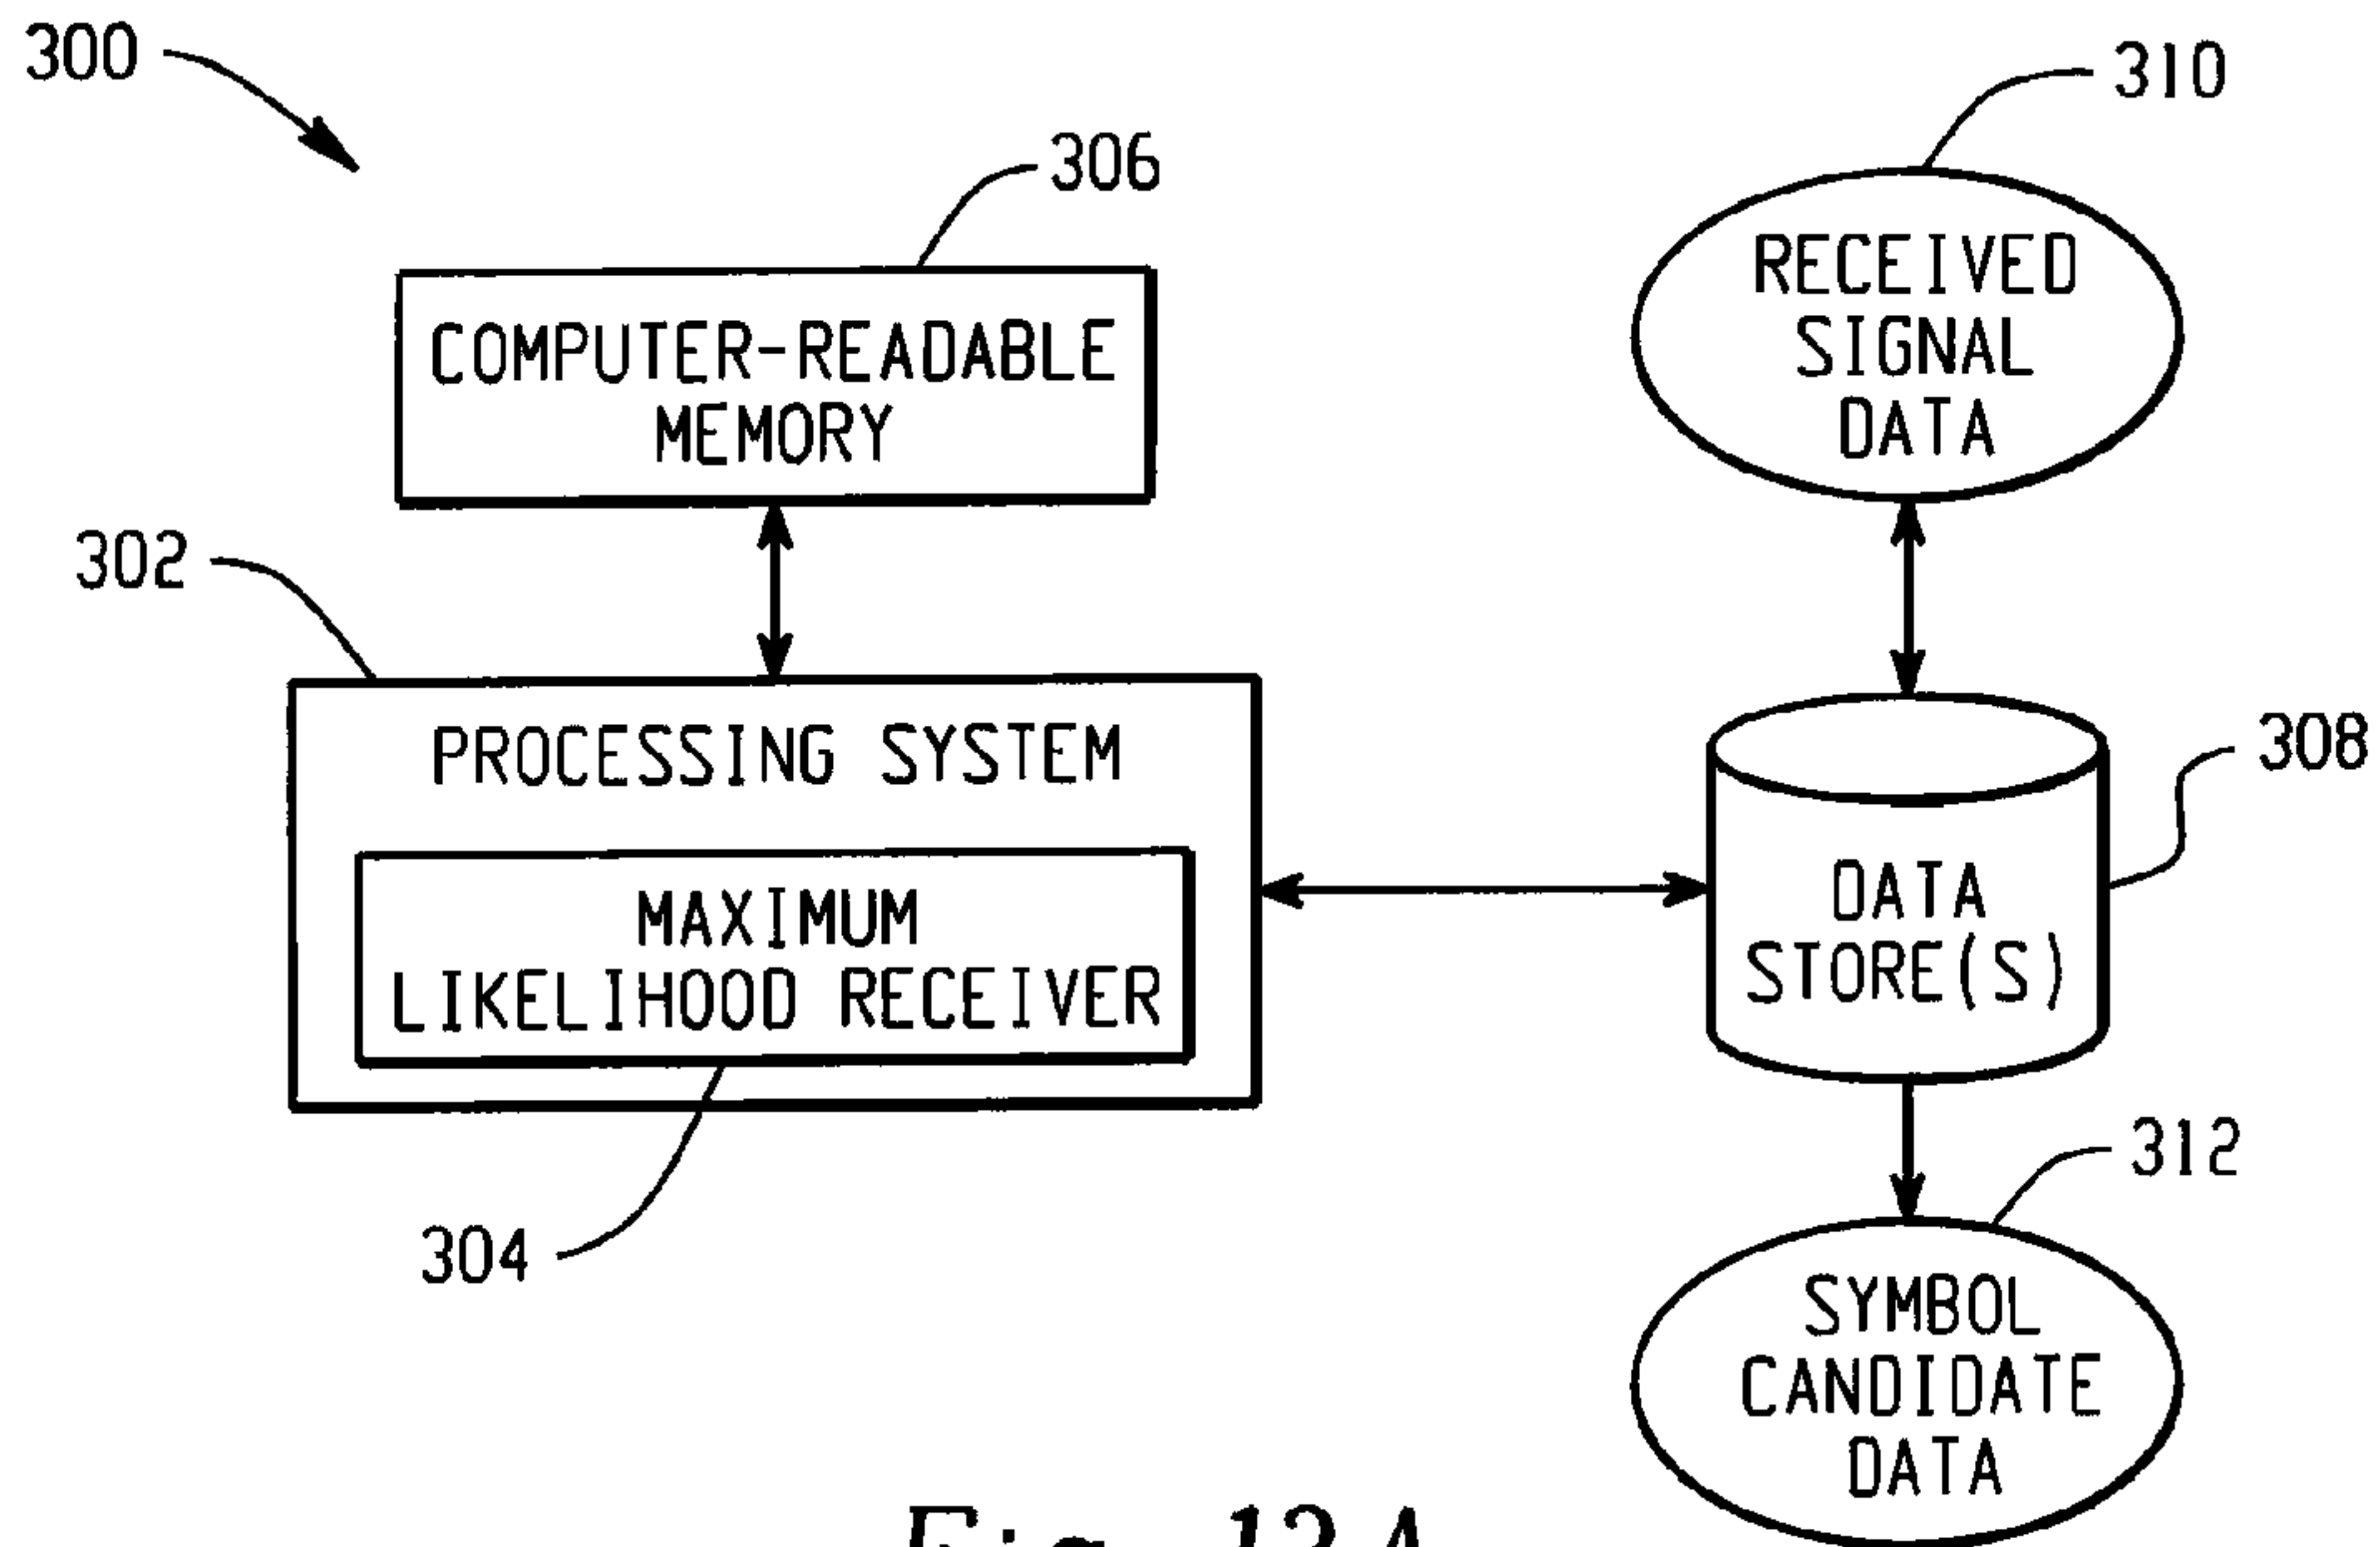 300
310
306
RECEIVED
SIGNAL
DATA
COMPUTER-READABLE
MEMORY
302
PROCESSING SYSTEM
308
MAXIMUM
LIKELIHOOD RECEIVER
DATA
STORE(S)
304
312
SYMBOL
CANDIDATE
DATA